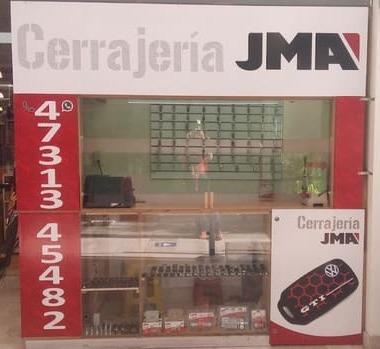 Cerrajería JMA
47313
45482
Cerrajería
JMA
GTI